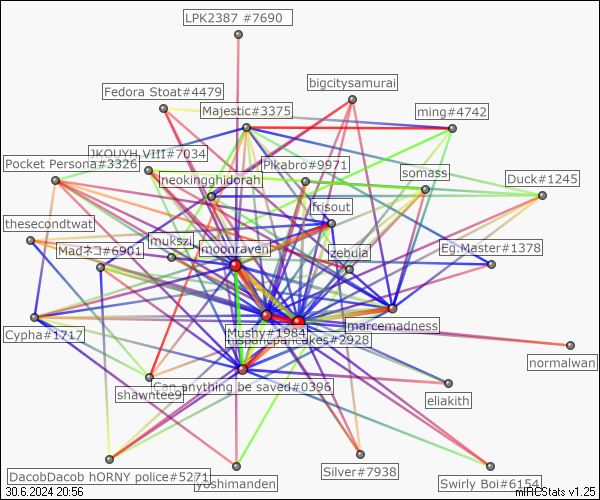 LPK2387 #7690
bigcitysamurai
Fedora Stoat#4479
Majestic#3375
ming#4742
JKOUYH VIII#7034
Pocket Persona#3326
Pikabro#9971
somass
neokingghidorah
Duck#1245
frisout
thesecondtwat
mukszi
moonraven
zebula
Eg.Master#1378
Madネコ#6901
marcemadness
Mushy#1984
Cypha#1717
hispanicpancakes#2928
normalwan
Can anything be saved#0396
shawntee9
eliakith
DacobDacob hORNY police#5271
yoshimanden
Silver#7938
Swirly Boi#6154
30.6.2024 20:56
mIRCStats v1.25